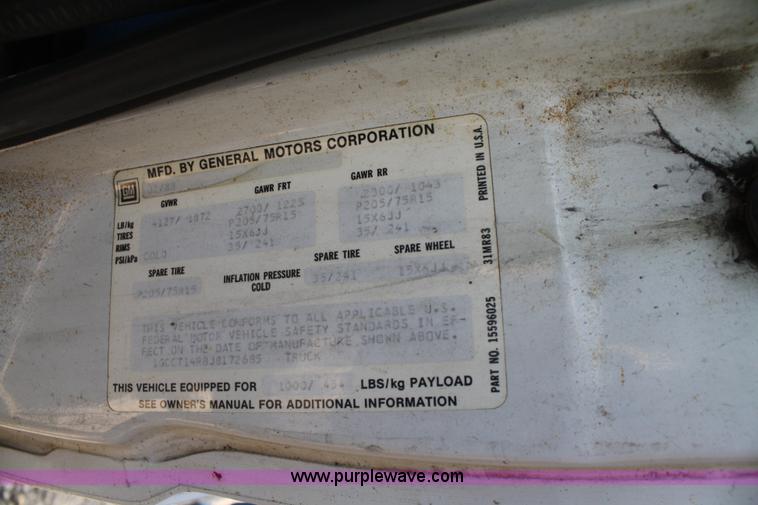 MFD. BY GENERAL MOTORS CORPORATION
GM
GVWR GAWR FRT GAWR RR
LB/kg 4127/ 1872 2700/ 1225 2300/ 1043
TIRES P205/75R15 P205/75R15
RIMS 15X6JJ 15X6JJ
PSI/kPa COLD 35/ 241 35/ 241
SPARE TIRE INFLATION PRESSURE COLD SPARE TIRE SPARE WHEEL
P205/75R15 35/241 15X6JJ
THIS VEHICLE CONFORMS TO ALL APPLICABLE U.S.
FEDERAL MOTOR VEHICLE SAFETY STANDARDS IN EF-
FECT ON THE DATE OF MANUFACTURE SHOWN ABOVE.
1GCCT14R8J8172685 TRUCK
THIS VEHICLE EQUIPPED FOR 1000/ 454 LBS/kg PAYLOAD
SEE OWNER'S MANUAL FOR ADDITIONAL INFORMATION
PART NO. 15596025 31MR83 PRINTED IN U.S.A.
www.purplewave.com